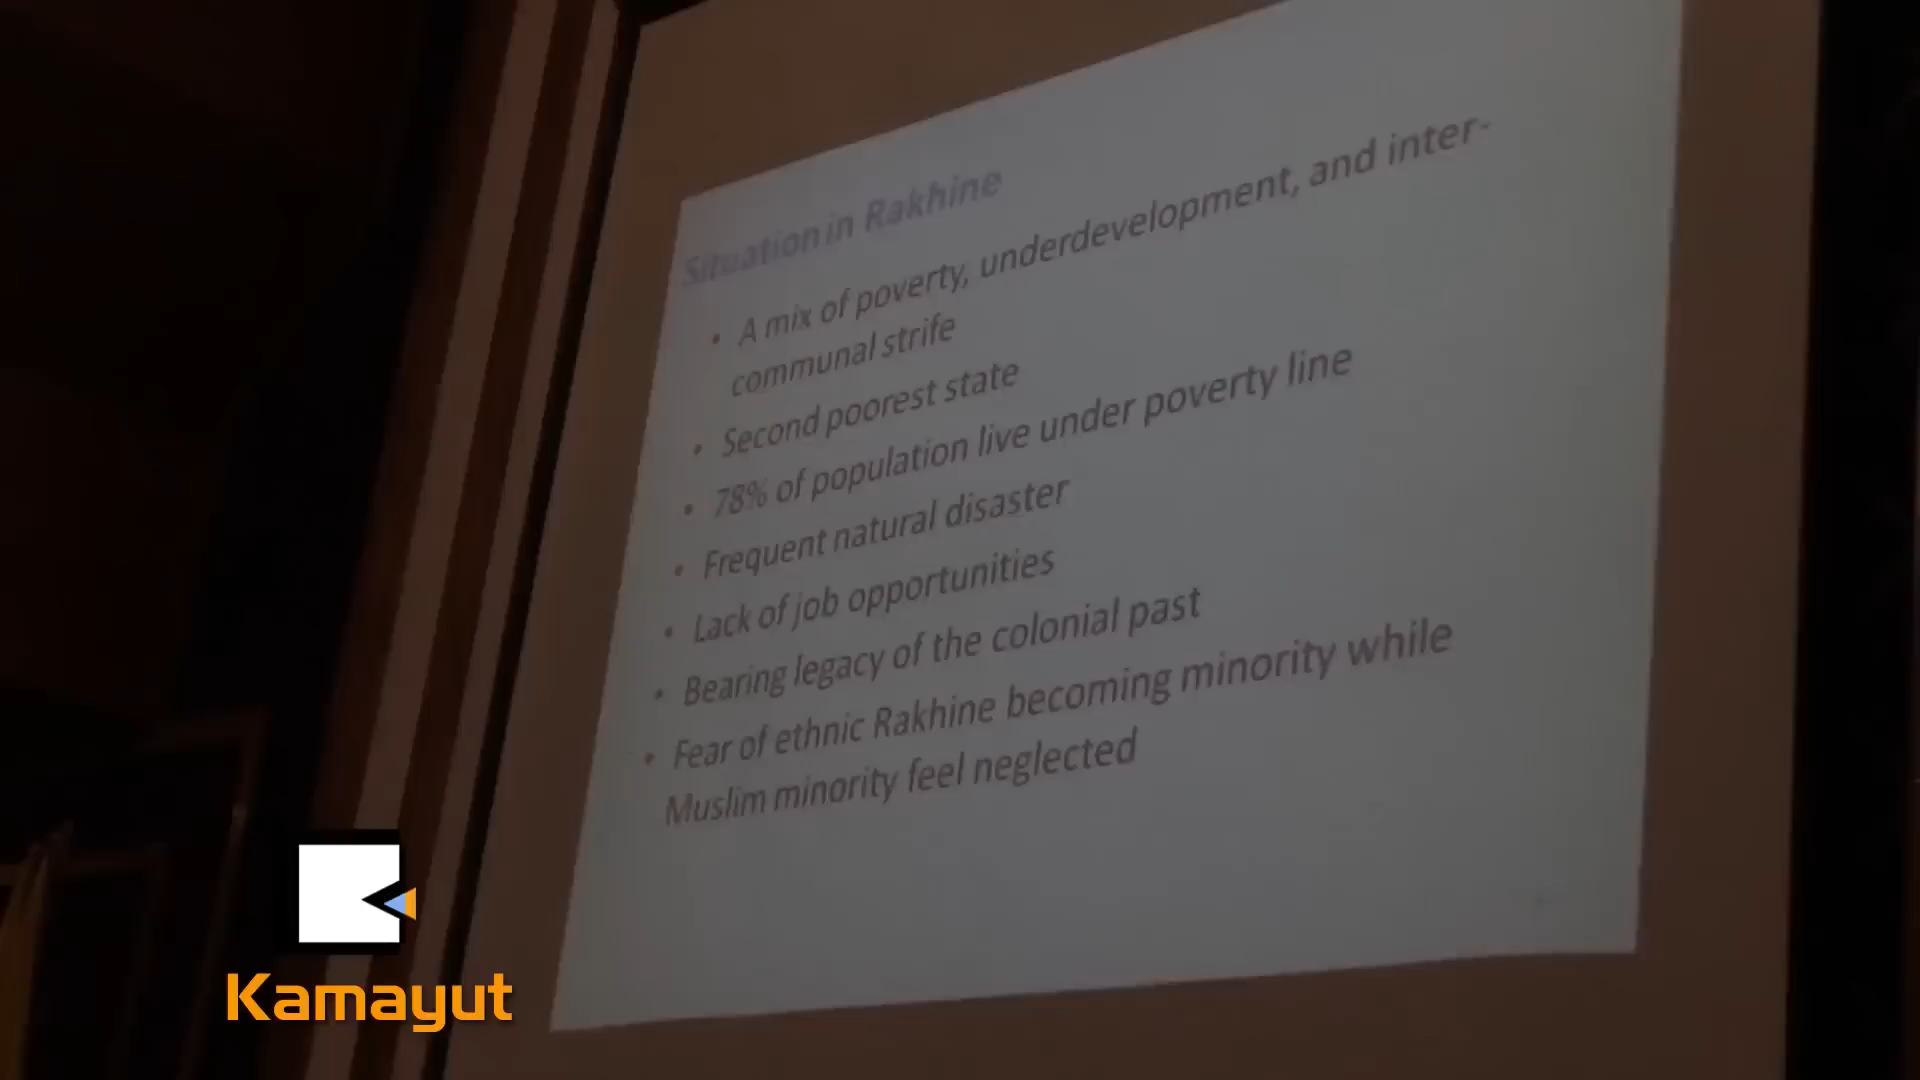 Situation in Rakhine
• A mix of poverty, underdevelopment, and inter-
communal strife
• Second poorest state
• 78% of population live under poverty line
• Frequent natural disaster
• Lack of job opportunities
• Bearing legacy of the colonial past
• Fear of ethnic Rakhine becoming minority while
Muslim minority feel neglected
Kamayut